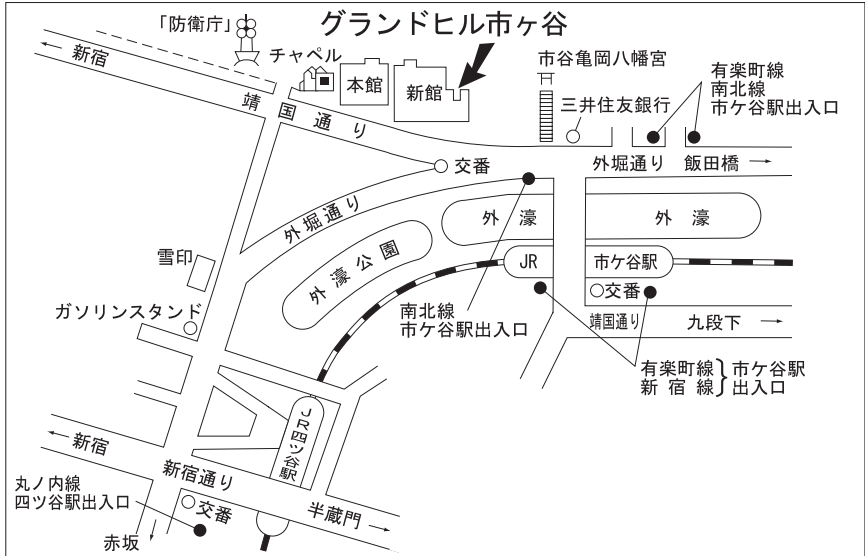 グランドヒル市ヶ谷
「防衛庁」
新宿
チャペル
本館
新館
市谷亀岡八幡宮
三井住友銀行
有楽町線
南北線
市ケ谷駅出入口
靖国通り
交番
外堀通り
飯田橋
外堀通り
外濠
外濠
外濠公園
JR
市ケ谷駅
交番
雪印
ガソリンスタンド
南北線
市ケ谷駅出入口
靖国通り
九段下
有楽町線
新宿線
市ケ谷駅
出入口
JR四ツ谷駅
新宿
新宿通り
半蔵門
丸ノ内線
四ツ谷駅出入口
交番
赤坂